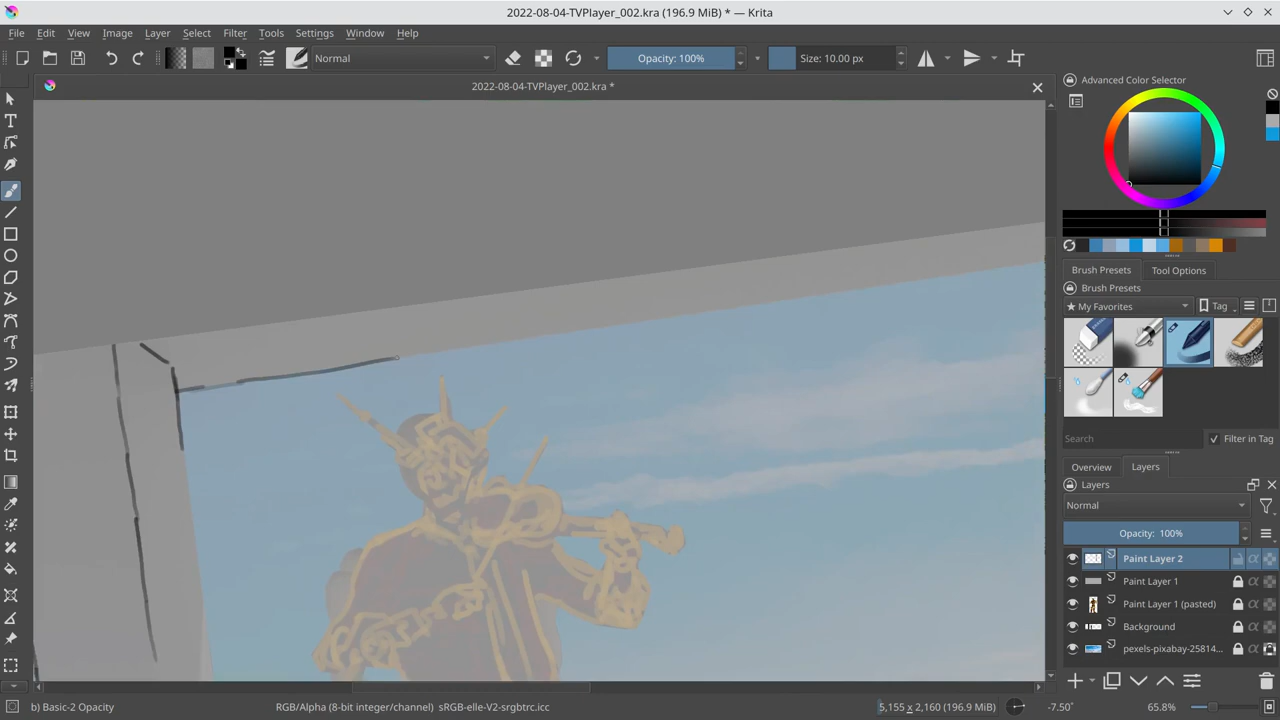 2022-08-04-TVPlayer_002.kra (196.9 MiB) * — Krita
File Edit View Image Layer Select Filter Tools Settings Window Help
Normal
Opacity: 100%
Size: 10.00 px
2022-08-04-TVPlayer_002.kra *
Advanced Color Selector
Brush Presets
Tool Options
Brush Presets
★ My Favorites
Tag
Search
Filter in Tag
Overview
Layers
Layers
Normal
Opacity: 100%
Paint Layer 2
Paint Layer 1
Paint Layer 1 (pasted)
Background
pexels-pixabay-25814...
b) Basic-2 Opacity
RGB/Alpha (8-bit integer/channel) sRGB-elle-V2-srgbtrc.icc
5,155 x 2,160 (196.9 MiB)
-7.50°
65.8%